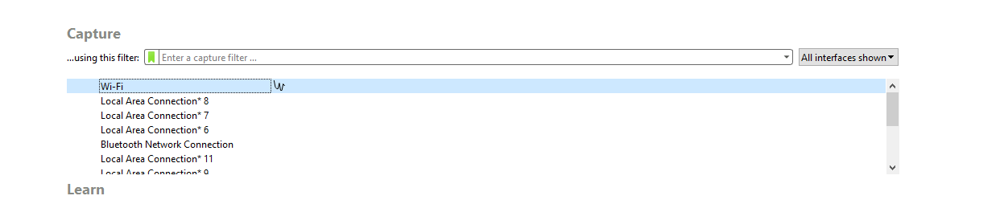 Capture
...using this filter: Enter a capture filter ... All interfaces shown
Wi-Fi
Local Area Connection* 8
Local Area Connection* 7
Local Area Connection* 6
Bluetooth Network Connection
Local Area Connection* 11
Local Area Connection* 9
Learn